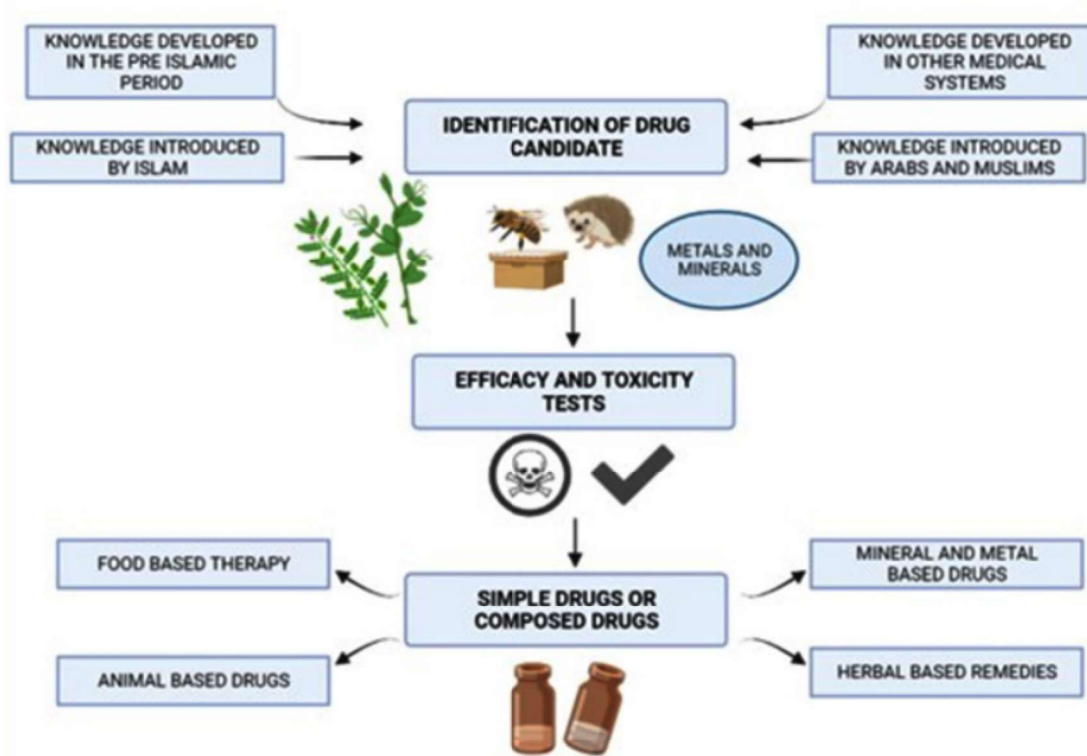 KNOWLEDGE DEVELOPED
IN THE PRE ISLAMIC
PERIOD
KNOWLEDGE DEVELOPED
IN OTHER MEDICAL
SYSTEMS
IDENTIFICATION OF DRUG
CANDIDATE
KNOWLEDGE INTRODUCED
BY ISLAM
KNOWLEDGE INTRODUCED
BY ARABS AND MUSLIMS
METALS AND
MINERALS
EFFICACY AND TOXICITY
TESTS
FOOD BASED THERAPY
MINERAL AND METAL
BASED DRUGS
SIMPLE DRUGS OR
COMPOSED DRUGS
ANIMAL BASED DRUGS
HERBAL BASED REMEDIES